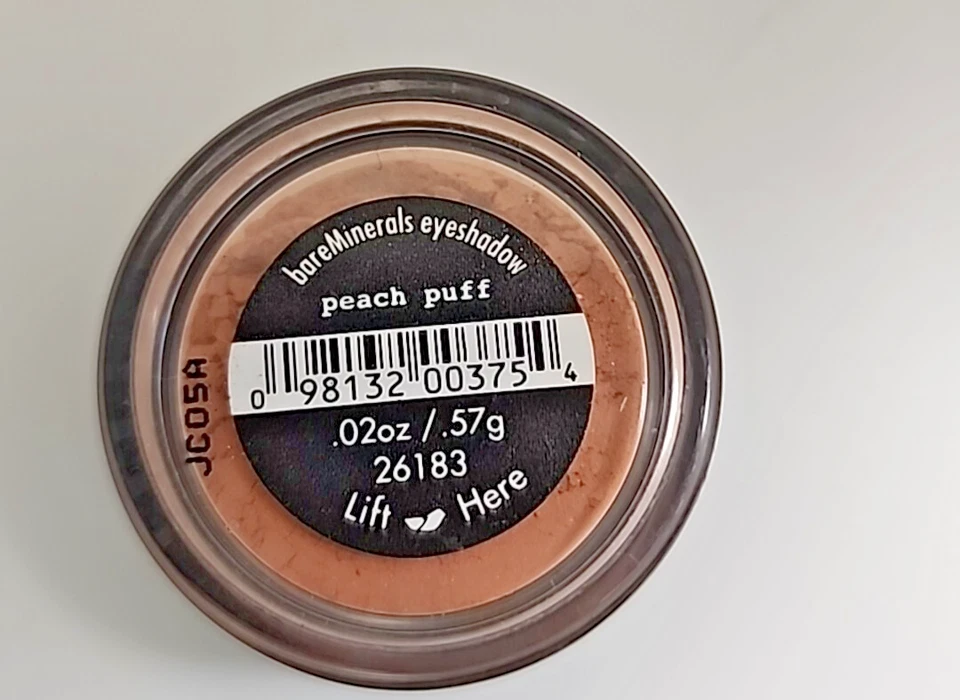 bareMinerals eyeshadow
peach puff
0 98132 00375 4
.02oz / .57g
26183
Lift Here
JC05A